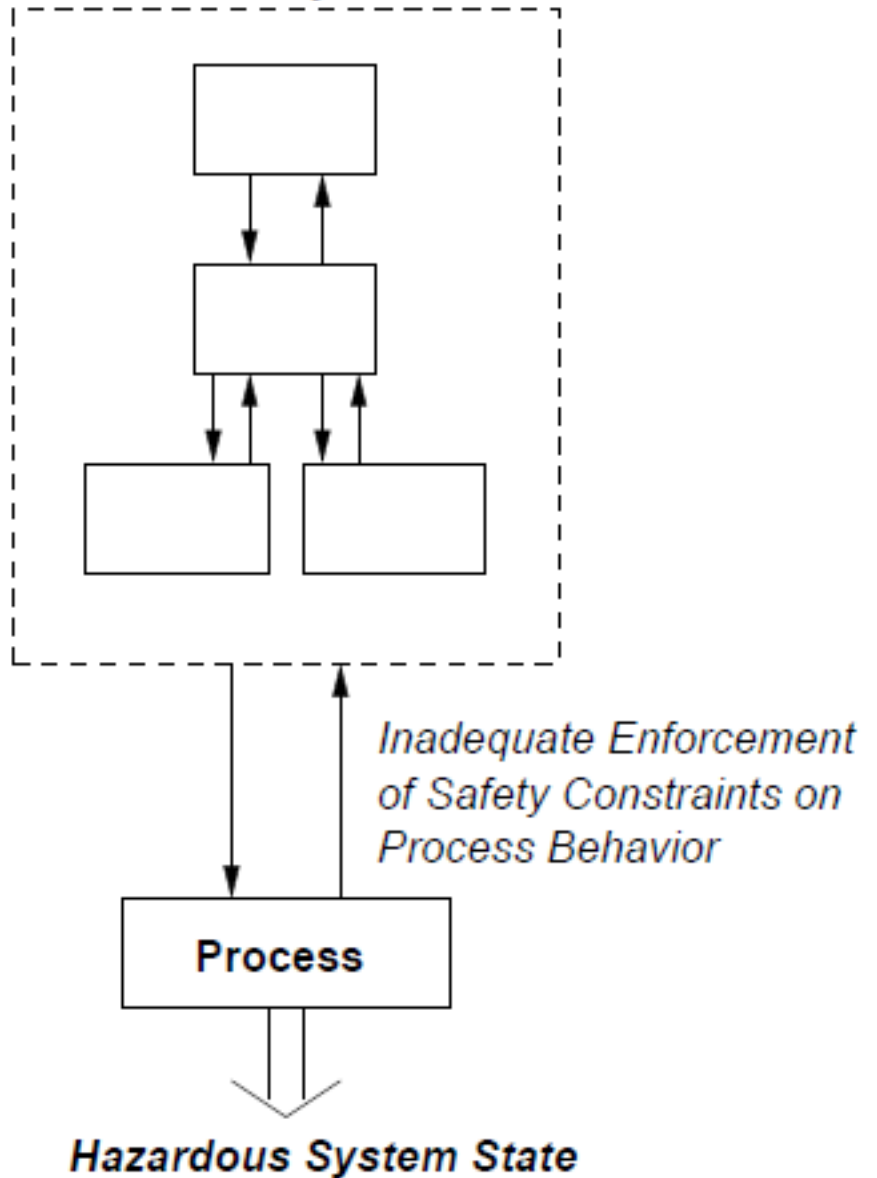 Inadequate Enforcement
of Safety Constraints on
Process Behavior
Process
Hazardous System State